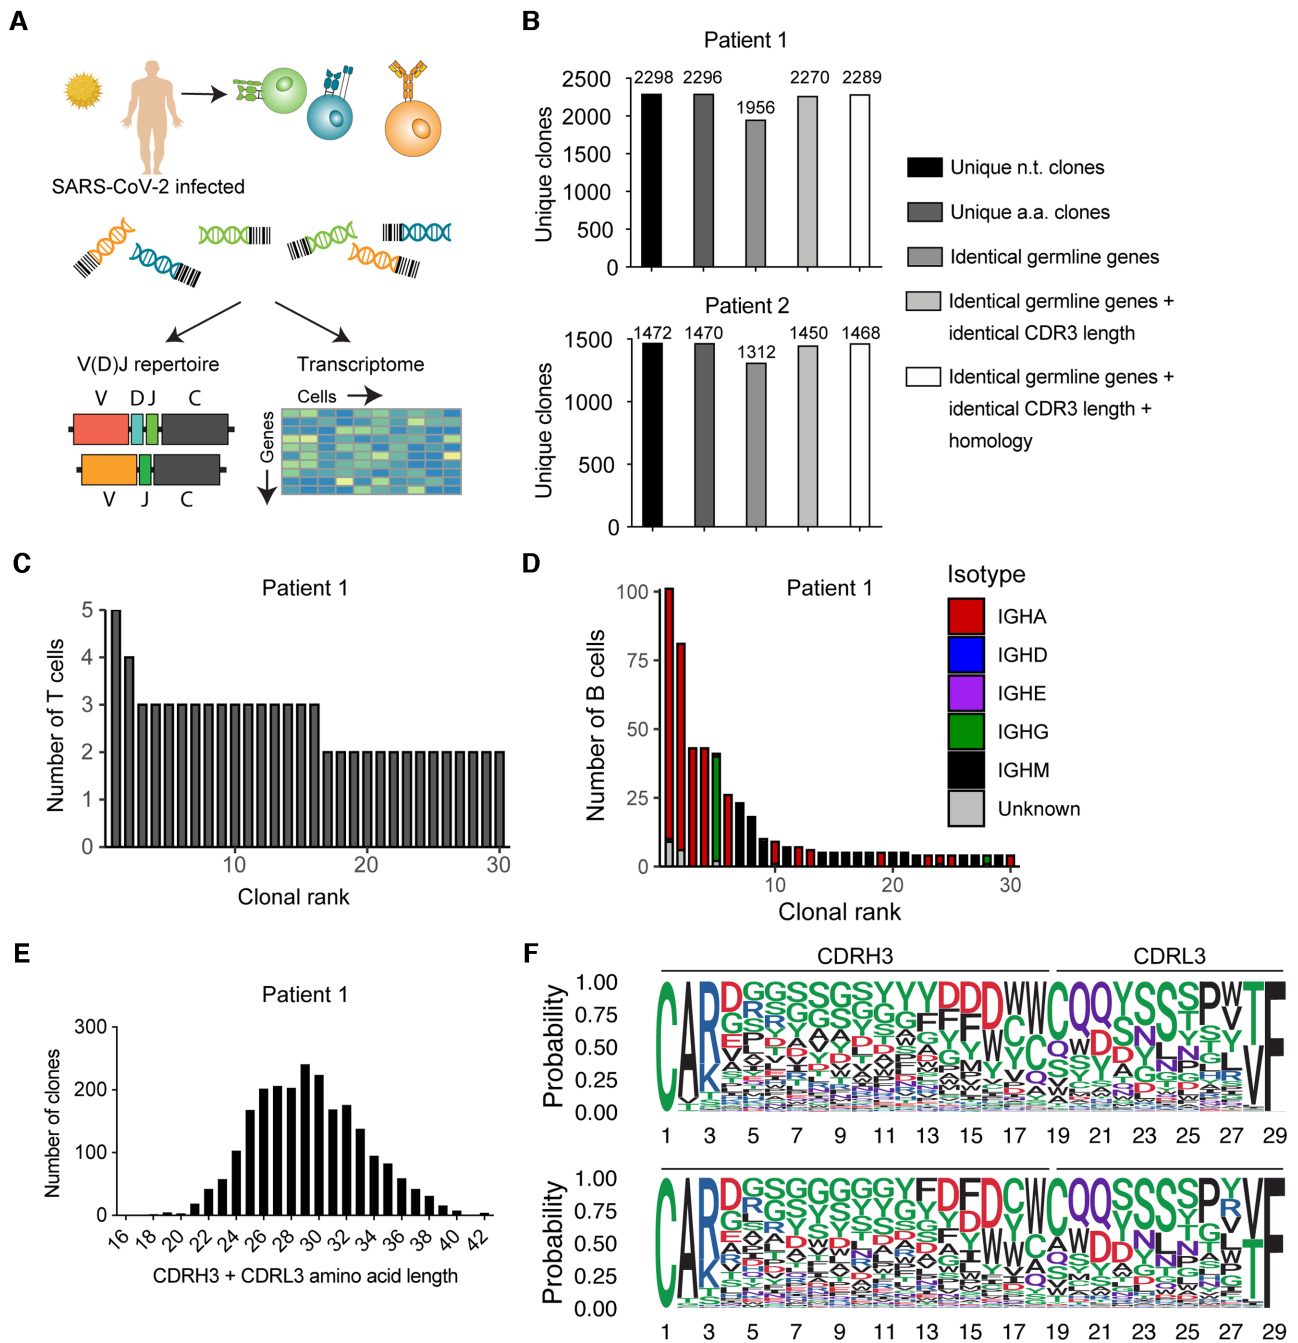 A
SARS-CoV-2 infected
V(D)J repertoire
V D J C
V J C
Transcriptome
Cells
Genes
B
Patient 1
Unique clones
2500
2000
1500
1000
500
0
2298 2296 1956 2270 2289
Patient 2
Unique clones
1500
1000
500
0
1472 1470 1312 1450 1468
Unique n.t. clones
Unique a.a. clones
Identical germline genes
Identical germline genes +
identical CDR3 length
Identical germline genes +
identical CDR3 length +
homology
C
Patient 1
Number of T cells
5
4
3
2
1
0
10 20 30
Clonal rank
D
Patient 1
Number of B cells
100
75
50
25
0
10 20 30
Clonal rank
Isotype
IGHA
IGHD
IGHE
IGHG
IGHM
Unknown
E
Patient 1
Number of clones
300
200
100
0
16 18 20 22 24 26 28 30 32 34 36 38 40 42
CDRH3 + CDRL3 amino acid length
F
CDRH3 CDRL3
Probability
1.00
0.75
0.50
0.25
0.00
1 3 5 7 9 11 13 15 17 19 21 23 25 27 29
Probability
1.00
0.75
0.50
0.25
0.00
1 3 5 7 9 11 13 15 17 19 21 23 25 27 29